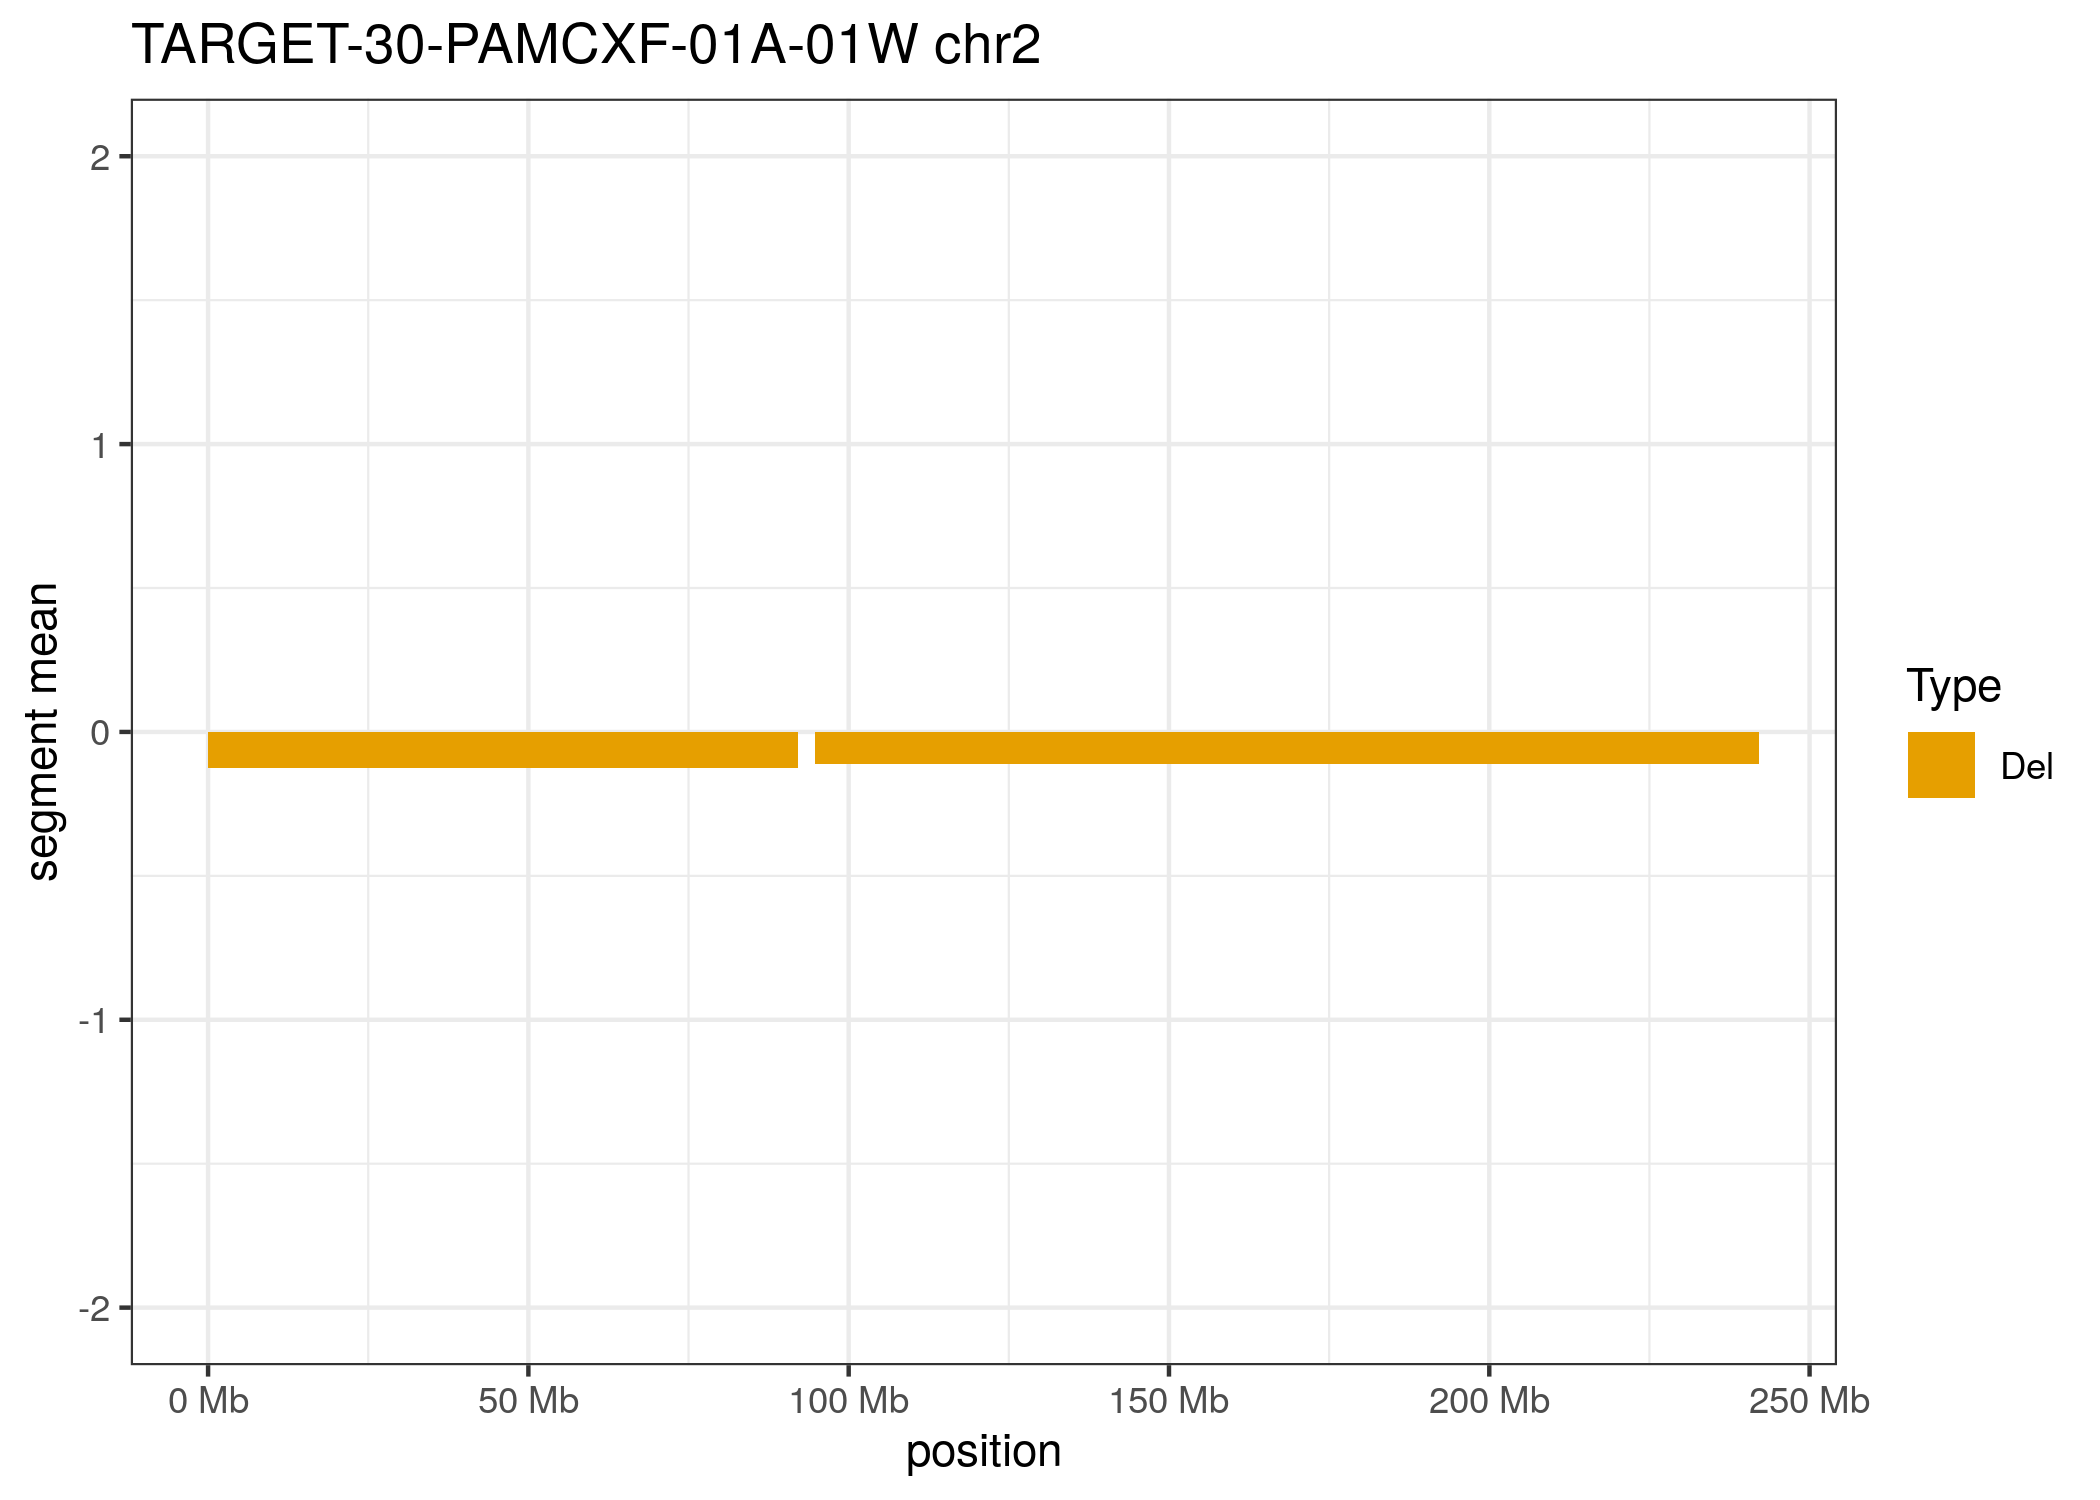 TARGET-30-PAMCXF-01A-01W chr2
2
1
0
-1
-2
segment mean
0 Mb
50 Mb
100 Mb
150 Mb
200 Mb
250 Mb
position
Type
Del